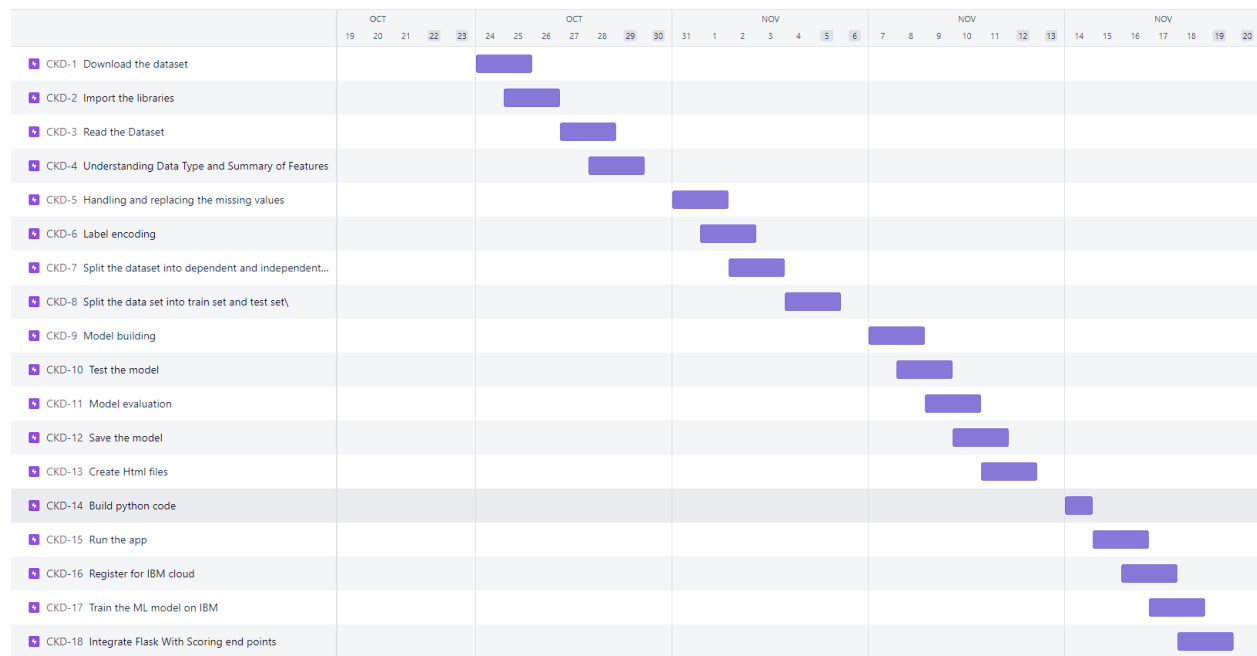 OCT OCT NOV NOV NOV
19 20 21 22 23 24 25 26 27 28 29 30 31 1 2 3 4 5 6 7 8 9 10 11 12 13 14 15 16 17 18 19 20
CKD-1 Download the dataset
CKD-2 Import the libraries
CKD-3 Read the Dataset
CKD-4 Understanding Data Type and Summary of Features
CKD-5 Handling and replacing the missing values
CKD-6 Label encoding
CKD-7 Split the dataset into dependent and independent...
CKD-8 Split the data set into train set and test set\
CKD-9 Model building
CKD-10 Test the model
CKD-11 Model evaluation
CKD-12 Save the model
CKD-13 Create Html files
CKD-14 Build python code
CKD-15 Run the app
CKD-16 Register for IBM cloud
CKD-17 Train the ML model on IBM
CKD-18 Integrate Flask With Scoring end points